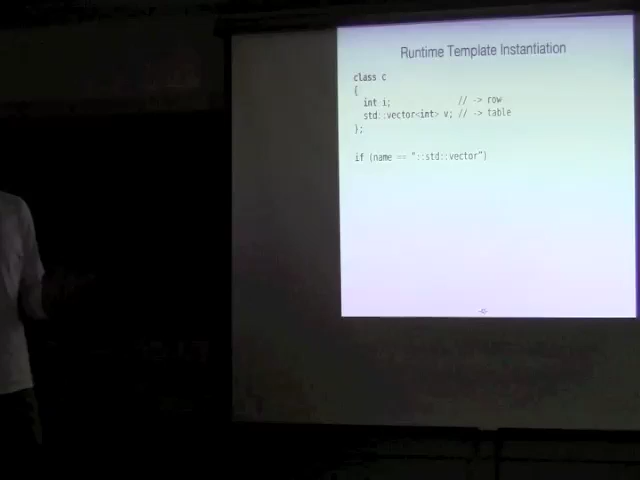 Runtime Template Instantiation
class c
{
int i; // -> row
std::vector<int> v; // -> table
};
if (name == "::std::vector")